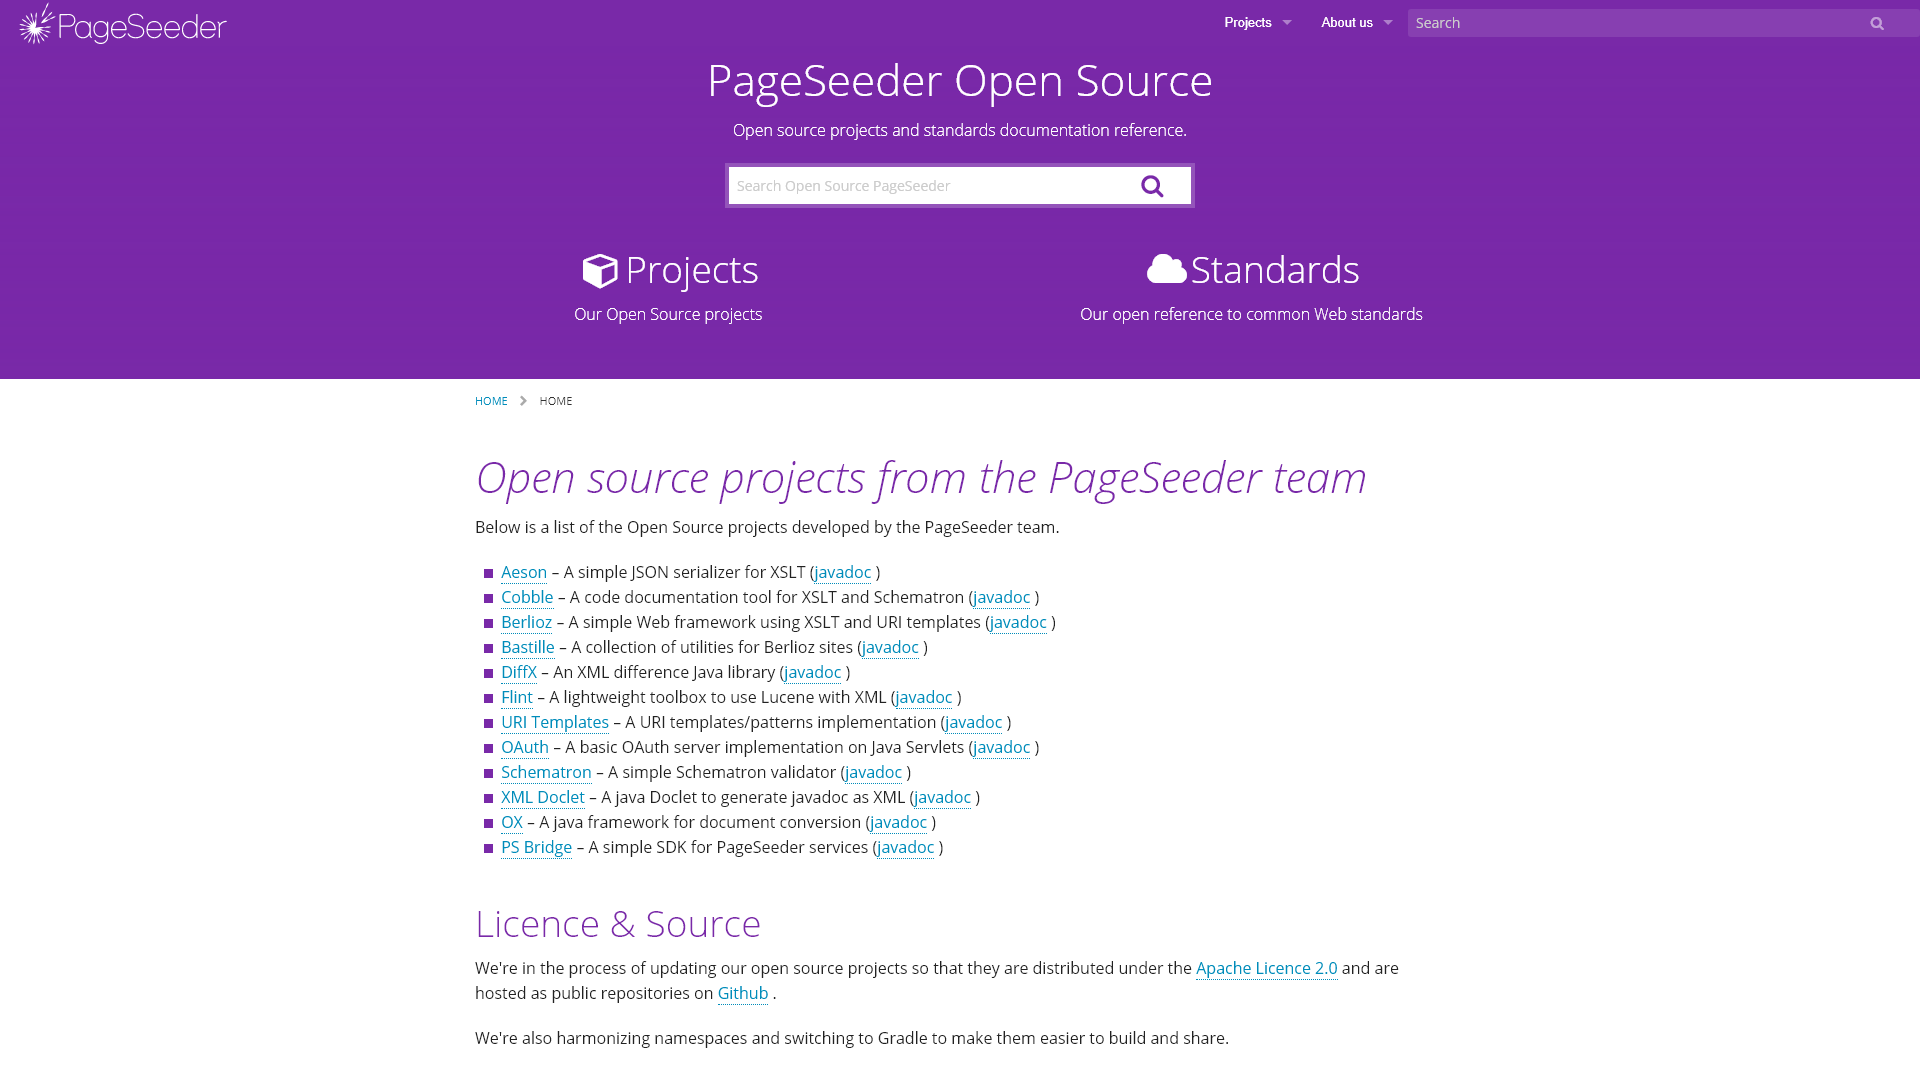 PageSeeder
Projects
About us
Search
PageSeeder Open Source
Open source projects and standards documentation reference.
Search Open Source PageSeeder
Projects
Our Open Source projects
Standards
Our open reference to common Web standards
HOME
HOME
Open source projects from the PageSeeder team
Below is a list of the Open Source projects developed by the PageSeeder team.
Aeson – A simple JSON serializer for XSLT (javadoc )
Cobble – A code documentation tool for XSLT and Schematron (javadoc )
Berlioz – A simple Web framework using XSLT and URI templates (javadoc )
Bastille – A collection of utilities for Berlioz sites (javadoc )
DiffX – An XML difference Java library (javadoc )
Flint – A lightweight toolbox to use Lucene with XML (javadoc )
URI Templates – A URI templates/patterns implementation (javadoc )
OAuth – A basic OAuth server implementation on Java Servlets (javadoc )
Schematron – A simple Schematron validator (javadoc )
XML Doclet – A java Doclet to generate javadoc as XML (javadoc )
OX – A java framework for document conversion (javadoc )
PS Bridge – A simple SDK for PageSeeder services (javadoc )
Licence & Source
We're in the process of updating our open source projects so that they are distributed under the Apache Licence 2.0 and are
hosted as public repositories on Github .
We're also harmonizing namespaces and switching to Gradle to make them easier to build and share.